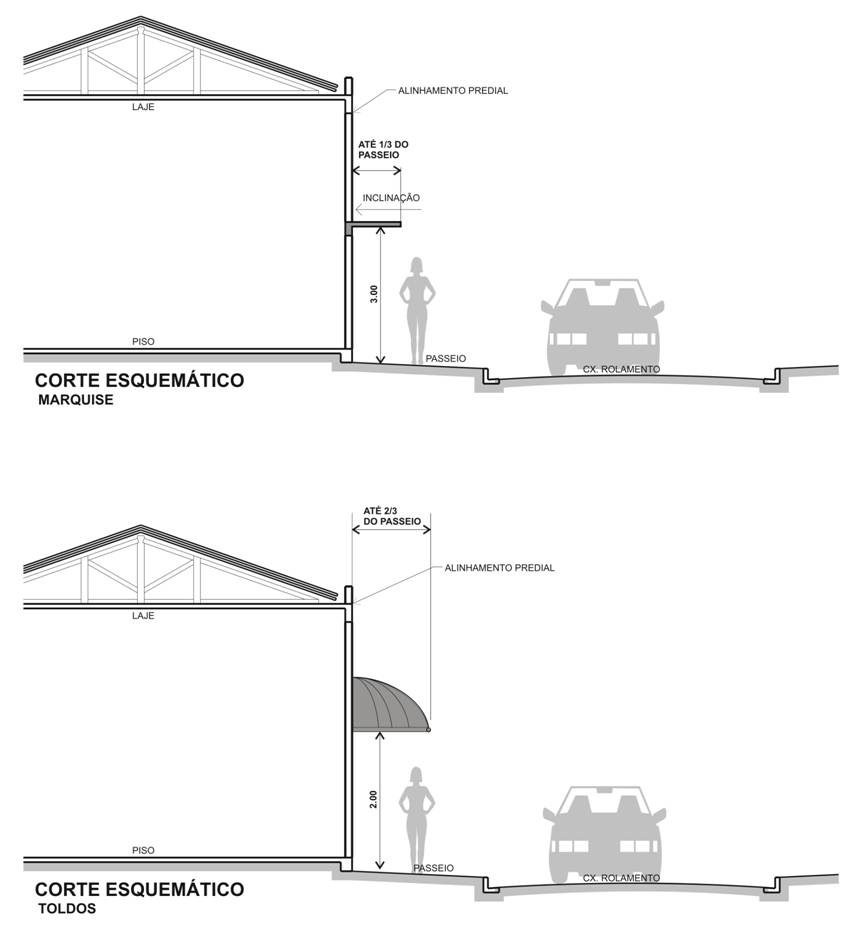 ALINHAMENTO PREDIAL
LAJE
ATÉ 1/3 DO
PASSEIO
INCLINAÇÃO
3.00
PISO
PASSEIO
CX. ROLAMENTO
CORTE ESQUEMÁTICO
MARQUISE
ATÉ 2/3
DO PASSEIO
ALINHAMENTO PREDIAL
LAJE
2.00
PISO
PASSEIO
CX. ROLAMENTO
CORTE ESQUEMÁTICO
TOLDOS